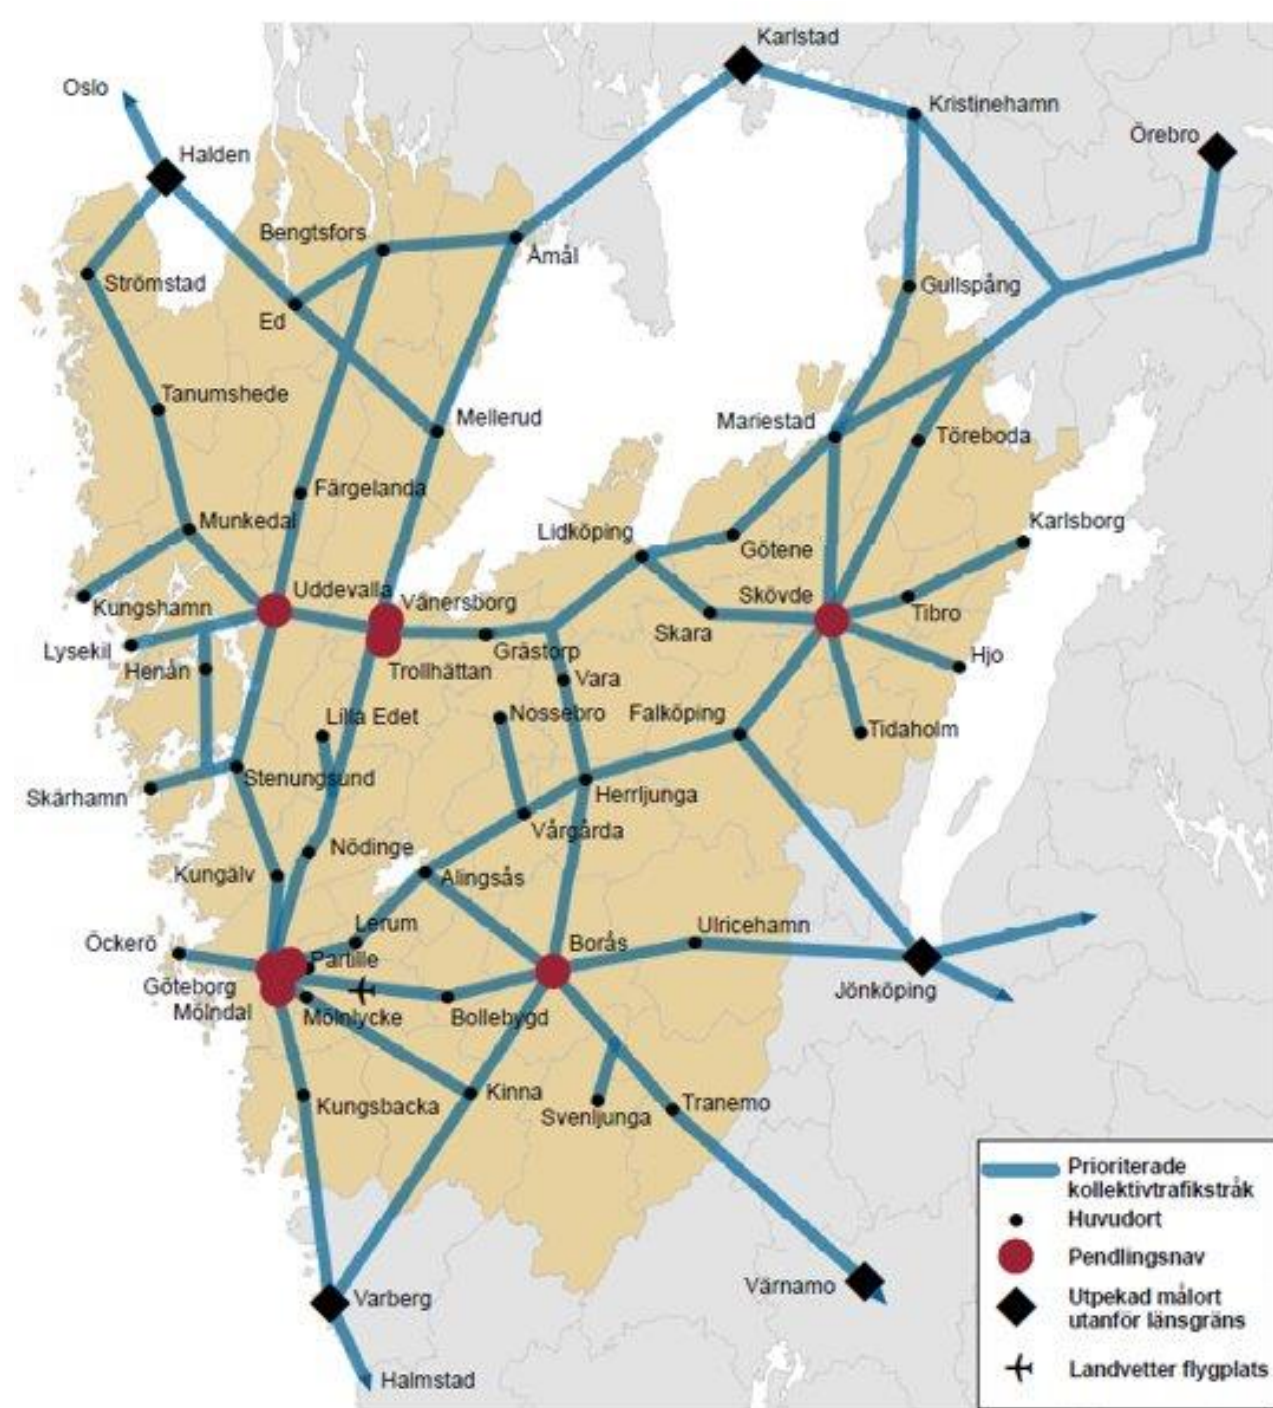 Karlstad
Oslo
Kristinehamn
Örebro
Halden
Bengtsfors
Åmål
Strömstad
Gullspång
Ed
Tanumshede
Mellerud
Mariestad
Töreboda
Färgelanda
Munkedal
Karlsborg
Lidköping
Götene
Uddevalla
Skövde
Vänersborg
Kungshamn
Tibro
Skara
Lysekil
Grästorp
Hjo
Henån
Trollhättan
Vara
Lilla Edet
Nossebro
Falköping
Tidaholm
Stenungsund
Skärhamn
Herrljunga
Vårgårda
Nödinge
Kungälv
Alingsås
Lerum
Ulricehamn
Öckerö
Borås
Partille
Göteborg
Jönköping
Mölndal
Mölnlycke
Bollebygd
Kinna
Kungsbacka
Tranemo
Svenljunga
Värnamo
Varberg
Halmstad
Prioriterade
kollektivtrafikstråk
Huvudort
Pendlingsnav
Utpekad målort
utanför länsgräns
Landvetter flygplats